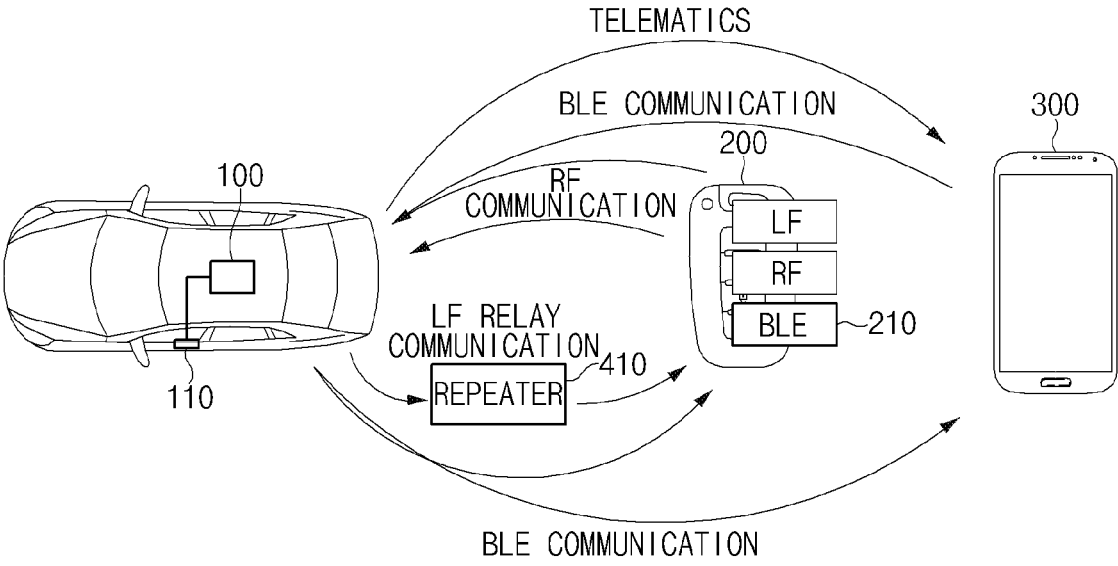 TELEMATICS
BLE COMMUNICATION
300
200
100
RF
COMMUNICATION
LF
RF
BLE
210
LF RELAY
COMMUNICATION
410
REPEATER
110
BLE COMMUNICATION